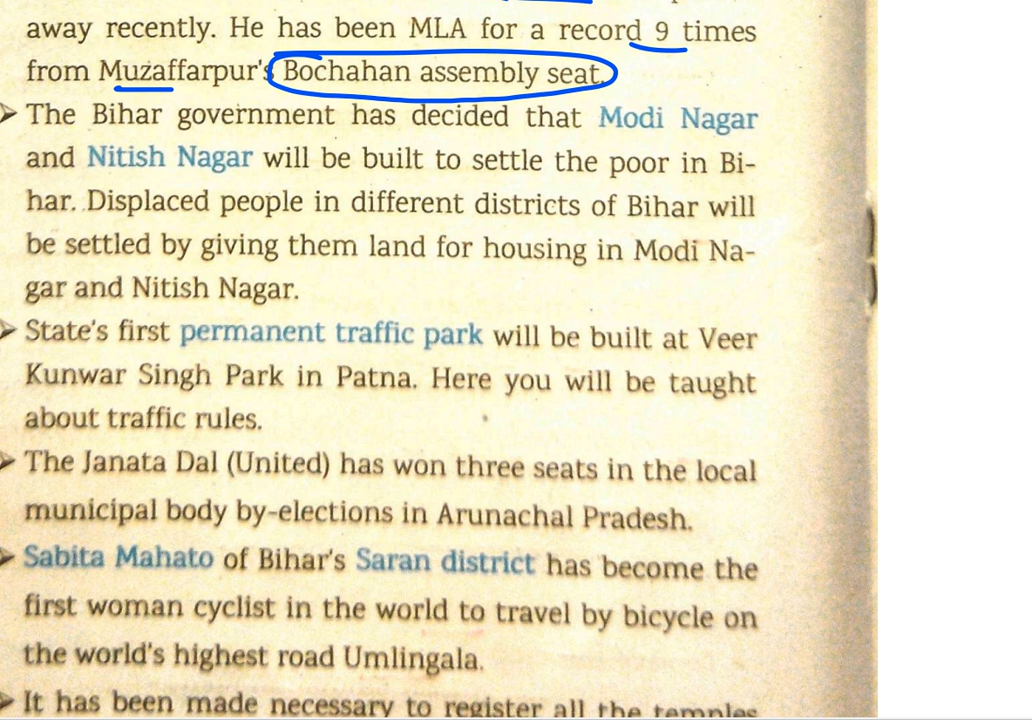 away recently. He has been MLA for a record 9 times
from Muzaffarpur's Bochahan assembly seat.
➤ The Bihar government has decided that Modi Nagar
and Nitish Nagar will be built to settle the poor in Bi-
har. Displaced people in different districts of Bihar will
be settled by giving them land for housing in Modi Na-
gar and Nitish Nagar.
➤ State's first permanent traffic park will be built at Veer
Kunwar Singh Park in Patna. Here you will be taught
about traffic rules.
➤ The Janata Dal (United) has won three seats in the local
municipal body by-elections in Arunachal Pradesh.
➤ Sabita Mahato of Bihar's Saran district has become the
first woman cyclist in the world to travel by bicycle on
the world's highest road Umlingala.
➤ It has been made necessary to register all the temples